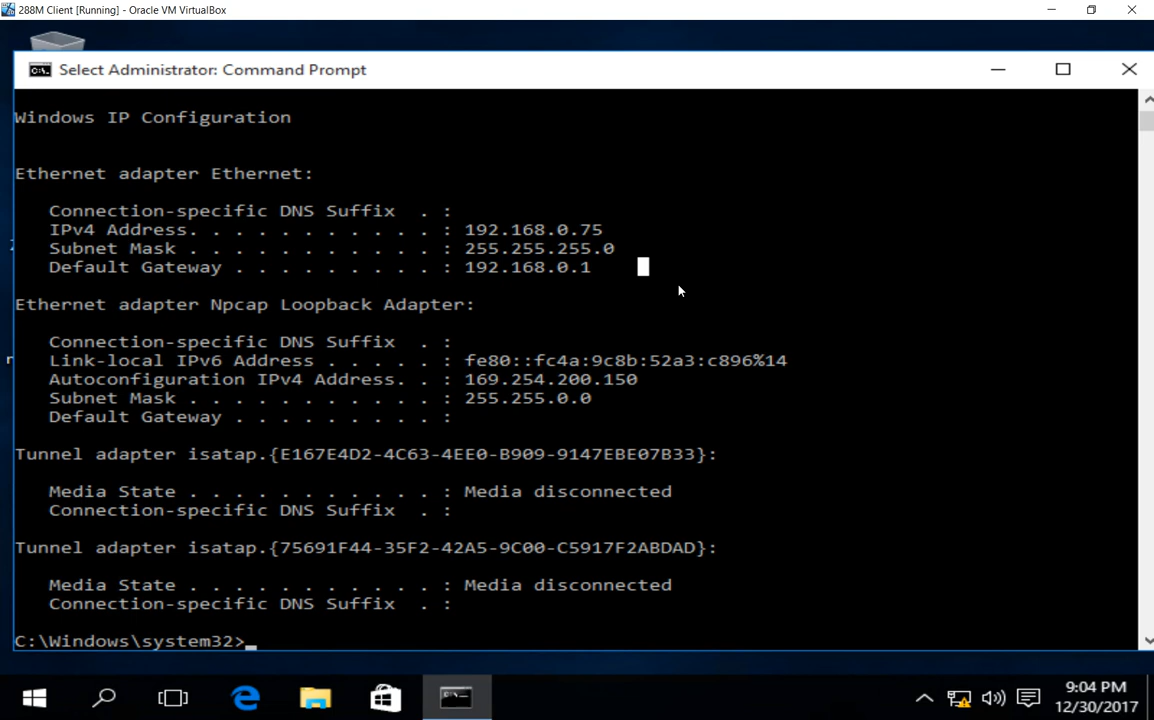 288M Client [Running] - Oracle VM VirtualBox
Select Administrator: Command Prompt
Windows IP Configuration
Ethernet adapter Ethernet:
Connection-specific DNS Suffix . :
IPv4 Address. . . . . . . . . . . : 192.168.0.75
Subnet Mask . . . . . . . . . . . : 255.255.255.0
Default Gateway . . . . . . . . . : 192.168.0.1
Ethernet adapter Npcap Loopback Adapter:
Connection-specific DNS Suffix . :
Link-local IPv6 Address . . . . . : fe80::fc4a:9c8b:52a3:c896%14
Autoconfiguration IPv4 Address. . : 169.254.200.150
Subnet Mask . . . . . . . . . . . : 255.255.0.0
Default Gateway . . . . . . . . . :
Tunnel adapter isatap.{E167E4D2-4C63-4EE0-B909-9147EBE07B33}:
Media State . . . . . . . . . . . : Media disconnected
Connection-specific DNS Suffix . :
Tunnel adapter isatap.{75691F44-35F2-42A5-9C00-C5917F2ABDAD}:
Media State . . . . . . . . . . . : Media disconnected
Connection-specific DNS Suffix . :
C:\Windows\system32>
9:04 PM
12/30/2017